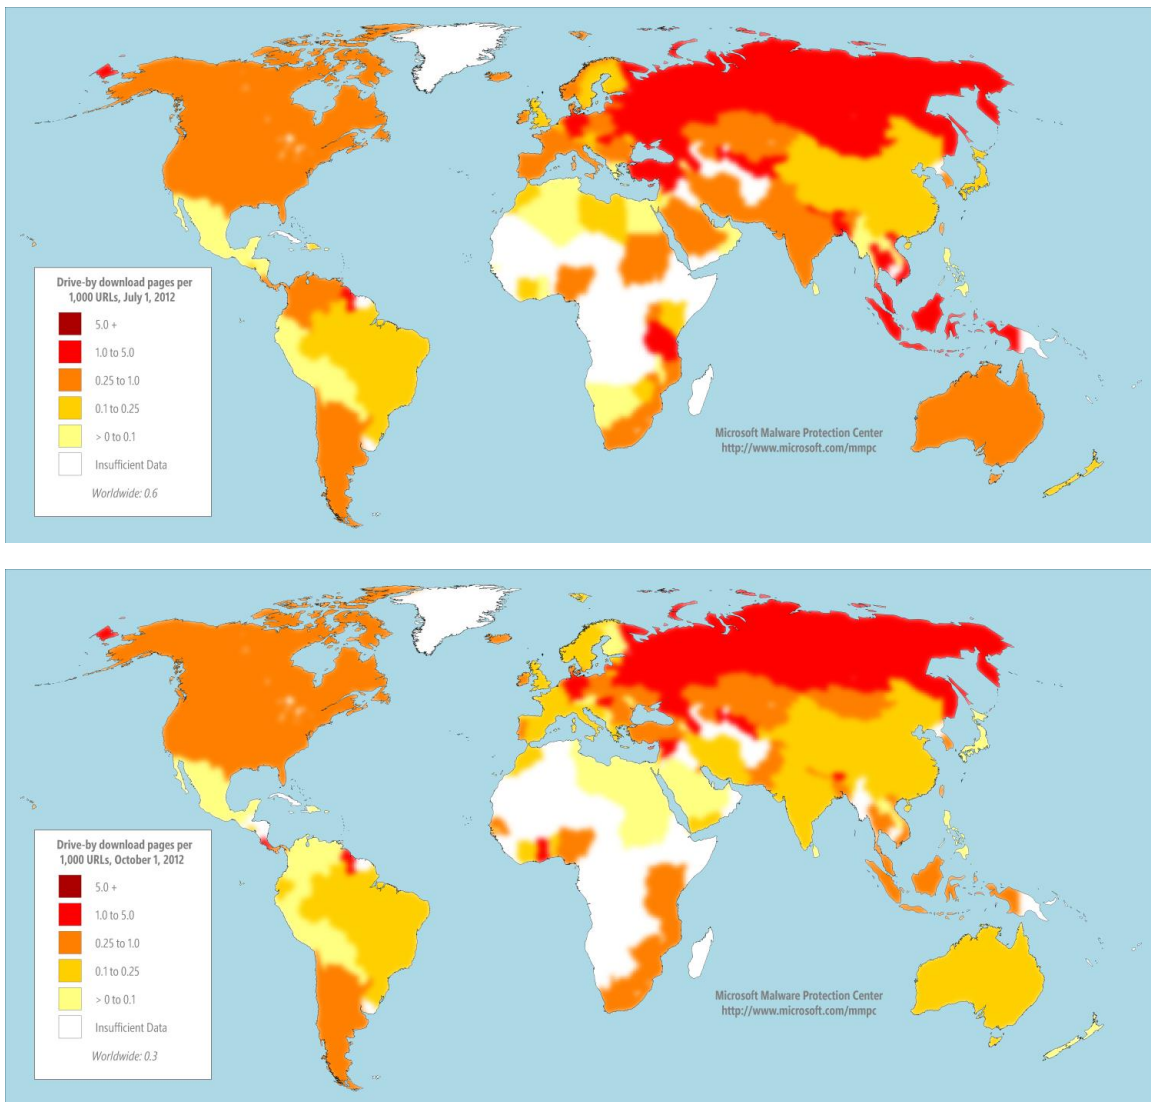 Drive-by download pages per
1,000 URLs, July 1, 2012
5.0 +
1.0 to 5.0
0.25 to 1.0
0.1 to 0.25
> 0 to 0.1
Insufficient Data
Worldwide: 0.6
Microsoft Malware Protection Center
http://www.microsoft.com/mmpc
Drive-by download pages per
1,000 URLs, October 1, 2012
5.0 +
1.0 to 5.0
0.25 to 1.0
0.1 to 0.25
> 0 to 0.1
Insufficient Data
Worldwide: 0.3
Microsoft Malware Protection Center
http://www.microsoft.com/mmpc